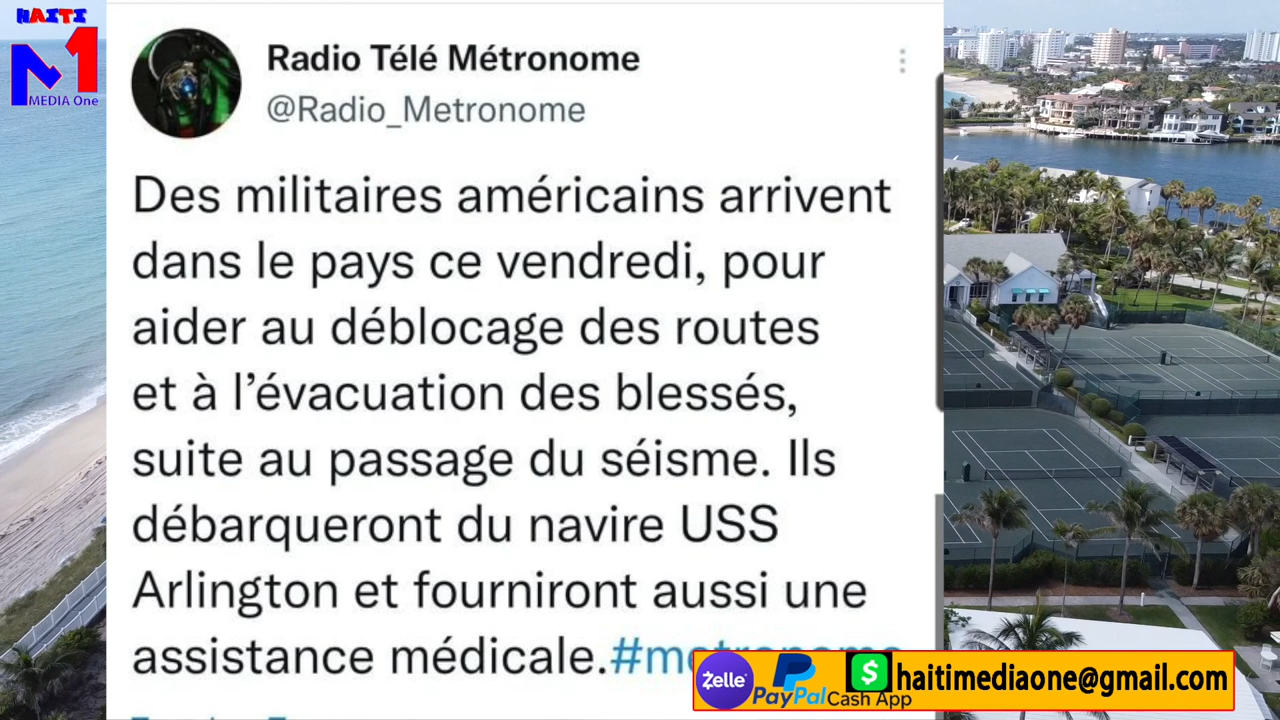 HAITI
M1
MEDIA One
Radio Télé Métronome
@Radio_Metronome
Des militaires américains arrivent
dans le pays ce vendredi, pour
aider au déblocage des routes
et à l’évacuation des blessés,
suite au passage du séisme. Ils
débarqueront du navire USS
Arlington et fourniront aussi une
assistance médicale.#metronome
Zelle
PayPal
$
Cash App
haitimediaone@gmail.com